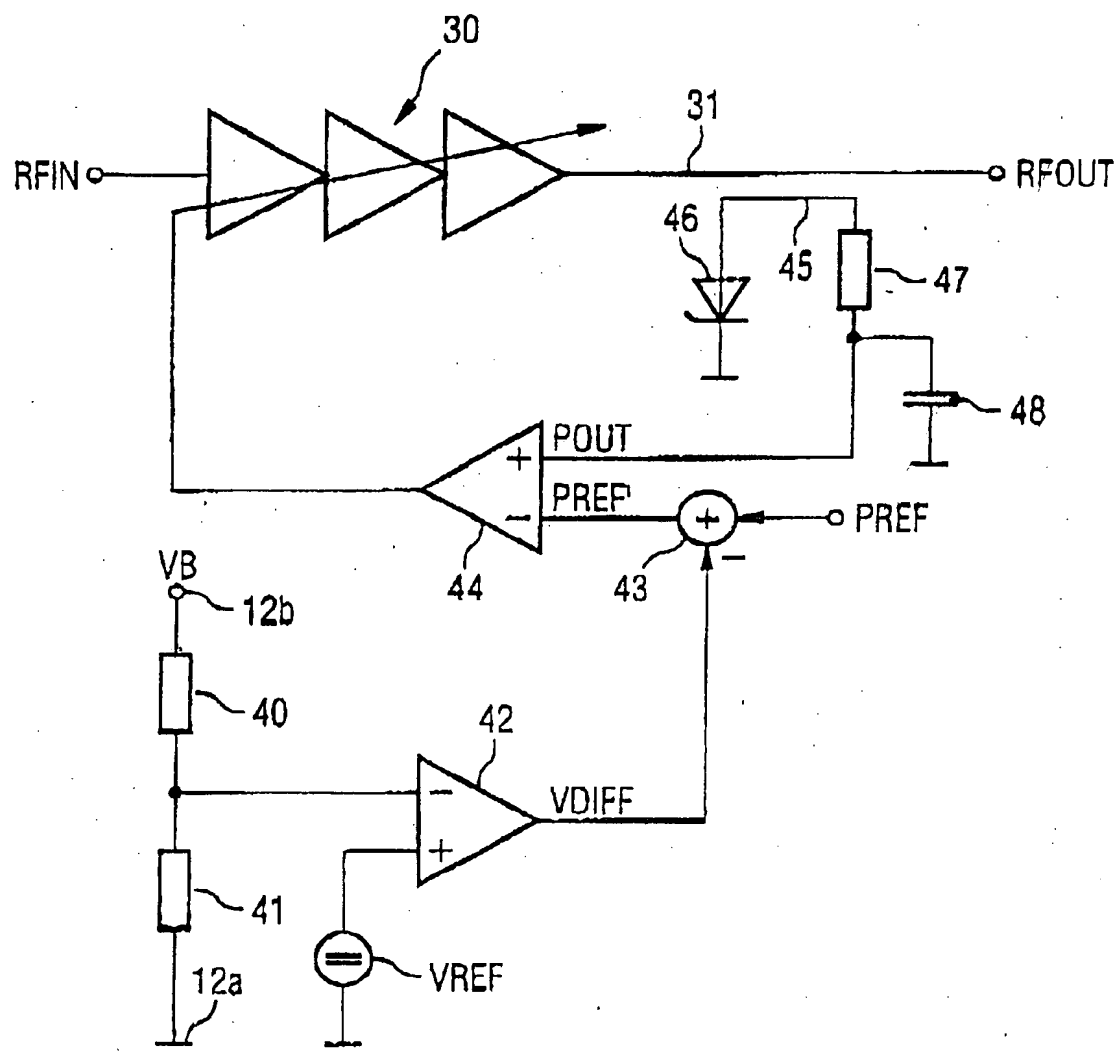 30
31
RFIN
RFOUT
46
45
47
48
POUT
+
PREF'
−
+
PREF
44
43
−
VB
12b
40
42
−
VDIFF
+
41
VREF
12a